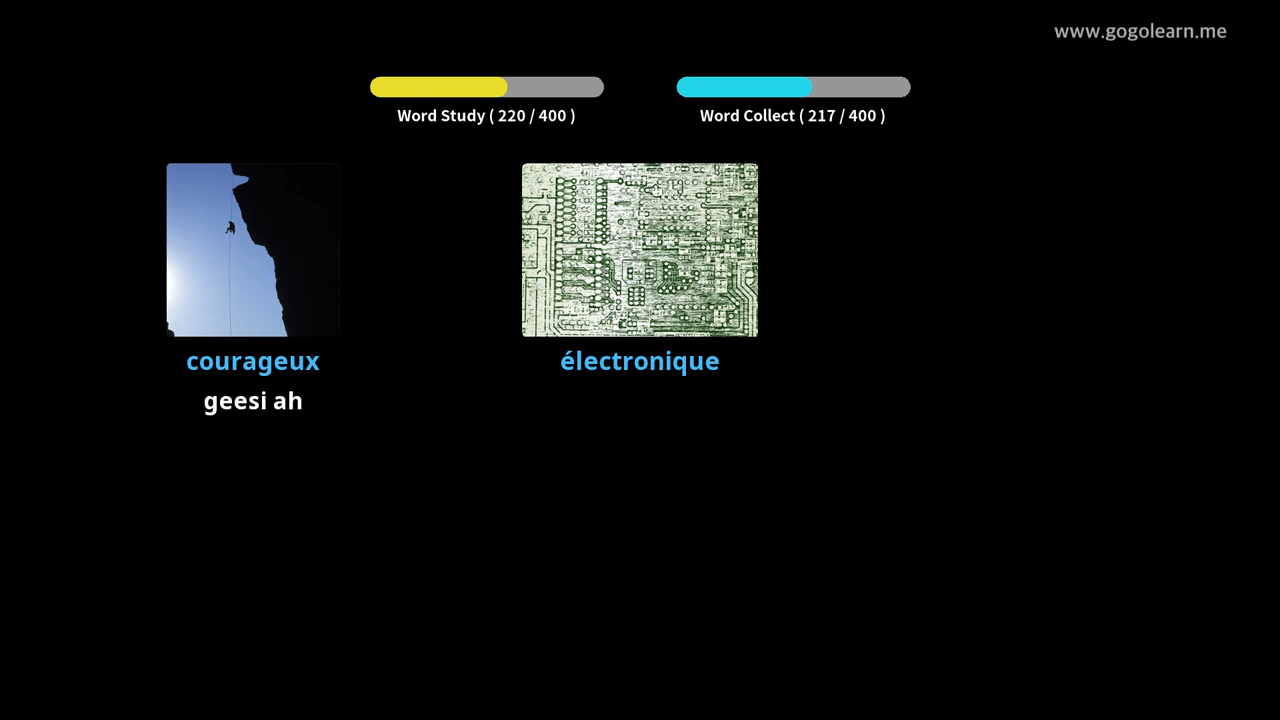 www.gogolearn.me
Word Study ( 220 / 400 )
Word Collect ( 217 / 400 )
courageux
électronique
geesi ah